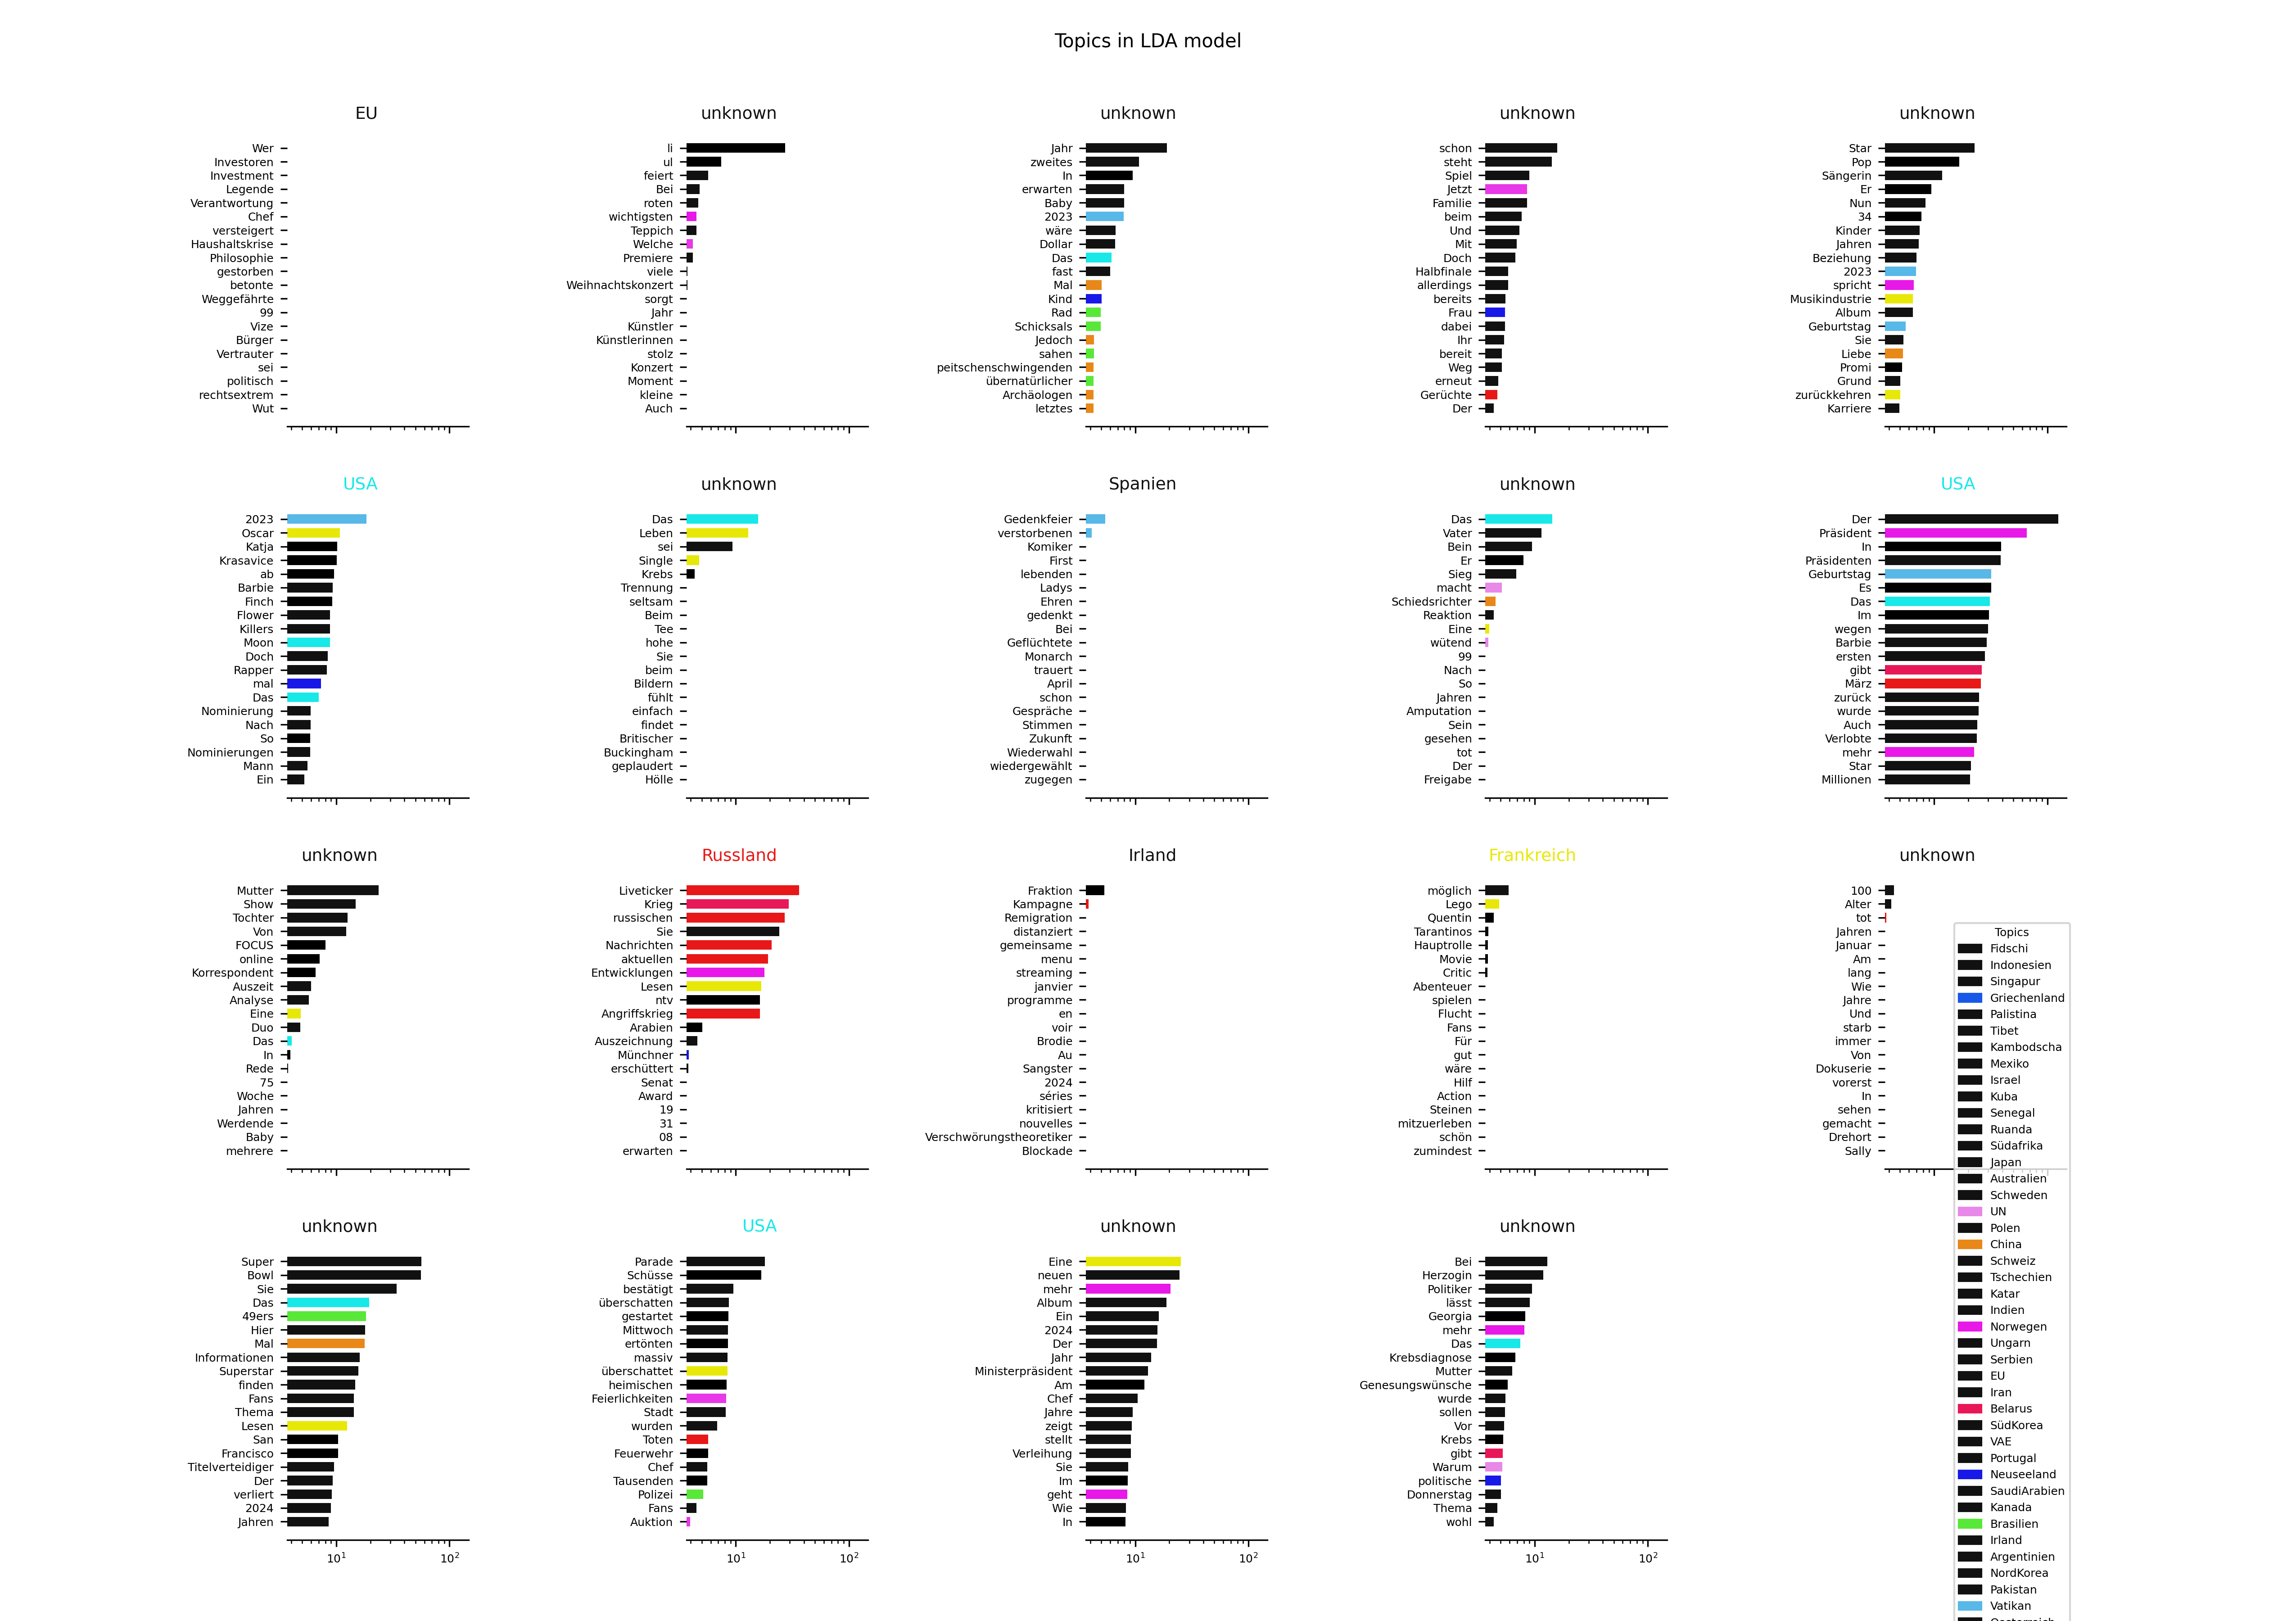 Topics in LDA model
EU
Wer
Investoren
Investment
Legende
Verantwortung
Chef
versteigert
Haushaltskrise
Philosophie
gestorben
betonte
Weggefährte
99
Vize
Bürger
Vertrauter
sei
politisch
rechtsextrem
Wut
unknown
li
ul
feiert
Bei
roten
wichtigsten
Teppich
Welche
Premiere
viele
Weihnachtskonzert
sorgt
Jahr
Künstler
Künstlerinnen
stolz
Konzert
Moment
kleine
Auch
unknown
Jahr
zweites
In
erwarten
Baby
2023
wäre
Dollar
Das
fast
Mal
Kind
Rad
Schicksals
Jedoch
sahen
peitschenschwingenden
übernatürlicher
Archäologen
letztes
unknown
schon
steht
Spiel
Jetzt
Familie
beim
Und
Mit
Doch
Halbfinale
allerdings
bereits
Frau
dabei
Ihr
bereit
Weg
erneut
Gerüchte
Der
unknown
Star
Pop
Sängerin
Er
Nun
34
Kinder
Jahren
Beziehung
2023
spricht
Musikindustrie
Album
Geburtstag
Sie
Liebe
Promi
Grund
zurückkehren
Karriere
USA
2023
Oscar
Katja
Krasavice
ab
Barbie
Finch
Flower
Killers
Moon
Doch
Rapper
mal
Das
Nominierung
Nach
So
Nominierungen
Mann
Ein
unknown
Das
Leben
sei
Single
Krebs
Trennung
seltsam
Beim
Tee
hohe
Sie
beim
Bildern
fühlt
einfach
findet
Britischer
Buckingham
geplaudert
Hölle
Spanien
Gedenkfeier
verstorbenen
Komiker
First
lebenden
Ladys
Ehren
gedenkt
Bei
Geflüchtete
Monarch
trauert
April
schon
Gespräche
Stimmen
Zukunft
Wiederwahl
wiedergewählt
zugegen
unknown
Das
Vater
Bein
Er
Sieg
macht
Schiedsrichter
Reaktion
Eine
wütend
99
Nach
So
Jahren
Amputation
Sein
gesehen
tot
Der
Freigabe
USA
Der
Präsident
In
Präsidenten
Geburtstag
Es
Das
Im
wegen
Barbie
ersten
gibt
März
zurück
wurde
Auch
Verlobte
mehr
Star
Millionen
unknown
Mutter
Show
Tochter
Von
FOCUS
online
Korrespondent
Auszeit
Analyse
Eine
Duo
Das
In
Rede
75
Woche
Jahren
Werdende
Baby
mehrere
Russland
Liveticker
Krieg
russischen
Sie
Nachrichten
aktuellen
Entwicklungen
Lesen
ntv
Angriffskrieg
Arabien
Auszeichnung
Münchner
erschüttert
Senat
Award
19
31
08
erwarten
Irland
Fraktion
Kampagne
Remigration
distanziert
gemeinsame
menu
streaming
janvier
programme
en
voir
Brodie
Au
Sangster
2024
séries
kritisiert
nouvelles
Verschwörungstheoretiker
Blockade
Frankreich
möglich
Lego
Quentin
Tarantinos
Hauptrolle
Movie
Critic
Abenteuer
spielen
Flucht
Fans
Für
gut
wäre
Hilf
Action
Steinen
mitzuerleben
schön
zumindest
unknown
100
Alter
tot
Jahren
Januar
Am
lang
Wie
Jahre
Und
starb
immer
Von
Dokuserie
vorerst
In
sehen
gemacht
Drehort
Sally
unknown
Super
Bowl
Sie
Das
49ers
Hier
Mal
Informationen
Superstar
finden
Fans
Thema
Lesen
San
Francisco
Titelverteidiger
Der
verliert
2024
Jahren
10^1 10^2
USA
Parade
Schüsse
bestätigt
überschatten
gestartet
Mittwoch
ertönten
massiv
überschattet
heimischen
Feierlichkeiten
Stadt
wurden
Toten
Feuerwehr
Chef
Tausenden
Polizei
Fans
Auktion
10^1 10^2
unknown
Eine
neuen
mehr
Album
Ein
2024
Der
Jahr
Ministerpräsident
Am
Chef
Jahre
zeigt
stellt
Verleihung
Sie
Im
geht
Wie
In
10^1 10^2
unknown
Bei
Herzogin
Politiker
lässt
Georgia
mehr
Das
Krebsdiagnose
Mutter
Genesungswünsche
wurde
sollen
Vor
Krebs
gibt
Warum
politische
Donnerstag
Thema
wohl
10^1 10^2
Topics
Fidschi
Indonesien
Singapur
Griechenland
Palistina
Tibet
Kambodscha
Mexiko
Israel
Kuba
Senegal
Ruanda
Südafrika
Japan
Australien
Schweden
UN
Polen
China
Schweiz
Tschechien
Katar
Indien
Norwegen
Ungarn
Serbien
EU
Iran
Belarus
SüdKorea
VAE
Portugal
Neuseeland
SaudiArabien
Kanada
Brasilien
Irland
Argentinien
NordKorea
Pakistan
Vatikan